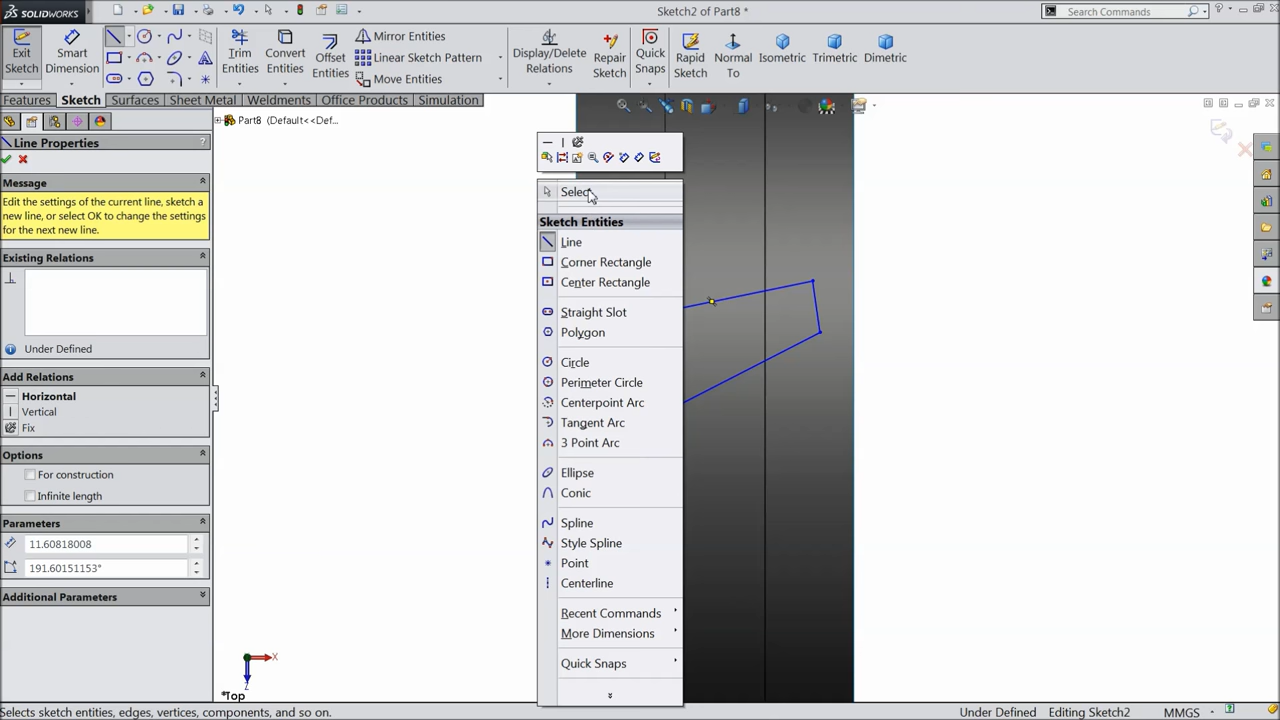 SOLIDWORKS
Sketch2 of Part8 *
Search Commands
Exit Sketch
Smart Dimension
Trim Entities
Convert Entities
Offset Entities
Mirror Entities
Linear Sketch Pattern
Move Entities
Display/Delete Relations
Repair Sketch
Quick Snaps
Rapid Sketch
Normal To
Isometric
Trimetric
Dimetric
Features
Sketch
Surfaces
Sheet Metal
Weldments
Office Products
Simulation
Part8 (Default<<Def...
Line Properties
?
Message
Edit the settings of the current line, sketch a
new line, or select OK to change the settings
for the next new line.
Existing Relations
Under Defined
Add Relations
Horizontal
Vertical
Fix
Options
For construction
Infinite length
Parameters
11.60818008
191.60151153°
Additional Parameters
Select
Sketch Entities
Line
Corner Rectangle
Center Rectangle
Straight Slot
Polygon
Circle
Perimeter Circle
Centerpoint Arc
Tangent Arc
3 Point Arc
Ellipse
Conic
Spline
Style Spline
Point
Centerline
Recent Commands
More Dimensions
Quick Snaps
X
Z
*Top
Selects sketch entities, edges, vertices, components, and so on.
Under Defined
Editing Sketch2
MMGS